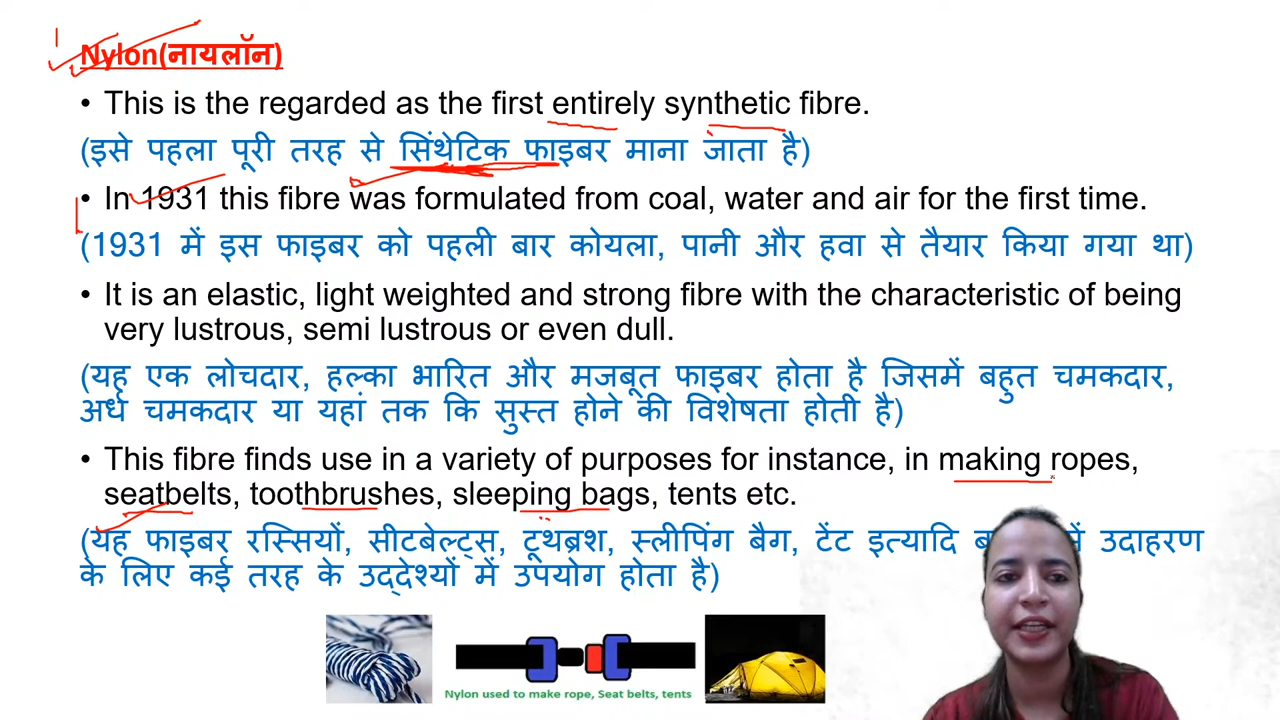 Nylon(नायलॉन)
• This is the regarded as the first entirely synthetic fibre.
(इसे पहला पूरी तरह से सिंथेटिक फाइबर माना जाता है)
• In 1931 this fibre was formulated from coal, water and air for the first time.
(1931 में इस फाइबर को पहली बार कोयला, पानी और हवा से तैयार किया गया था)
• It is an elastic, light weighted and strong fibre with the characteristic of being
very lustrous, semi lustrous or even dull.
(यह एक लोचदार, हल्का भारित और मजबूत फाइबर होता है जिसमें बहुत चमकदार,
अर्ध चमकदार या यहां तक कि सुस्त होने की विशेषता होती है)
• This fibre finds use in a variety of purposes for instance, in making ropes,
seatbelts, toothbrushes, sleeping bags, tents etc.
(यह फाइबर रस्सियों, सीटबेल्ट्स, टूथब्रश, स्लीपिंग बैग, टेंट इत्यादि उदाहरण
के लिए कई तरह के उद्देश्यों में उपयोग होता है)
Nylon used to make rope, Seat belts, tents